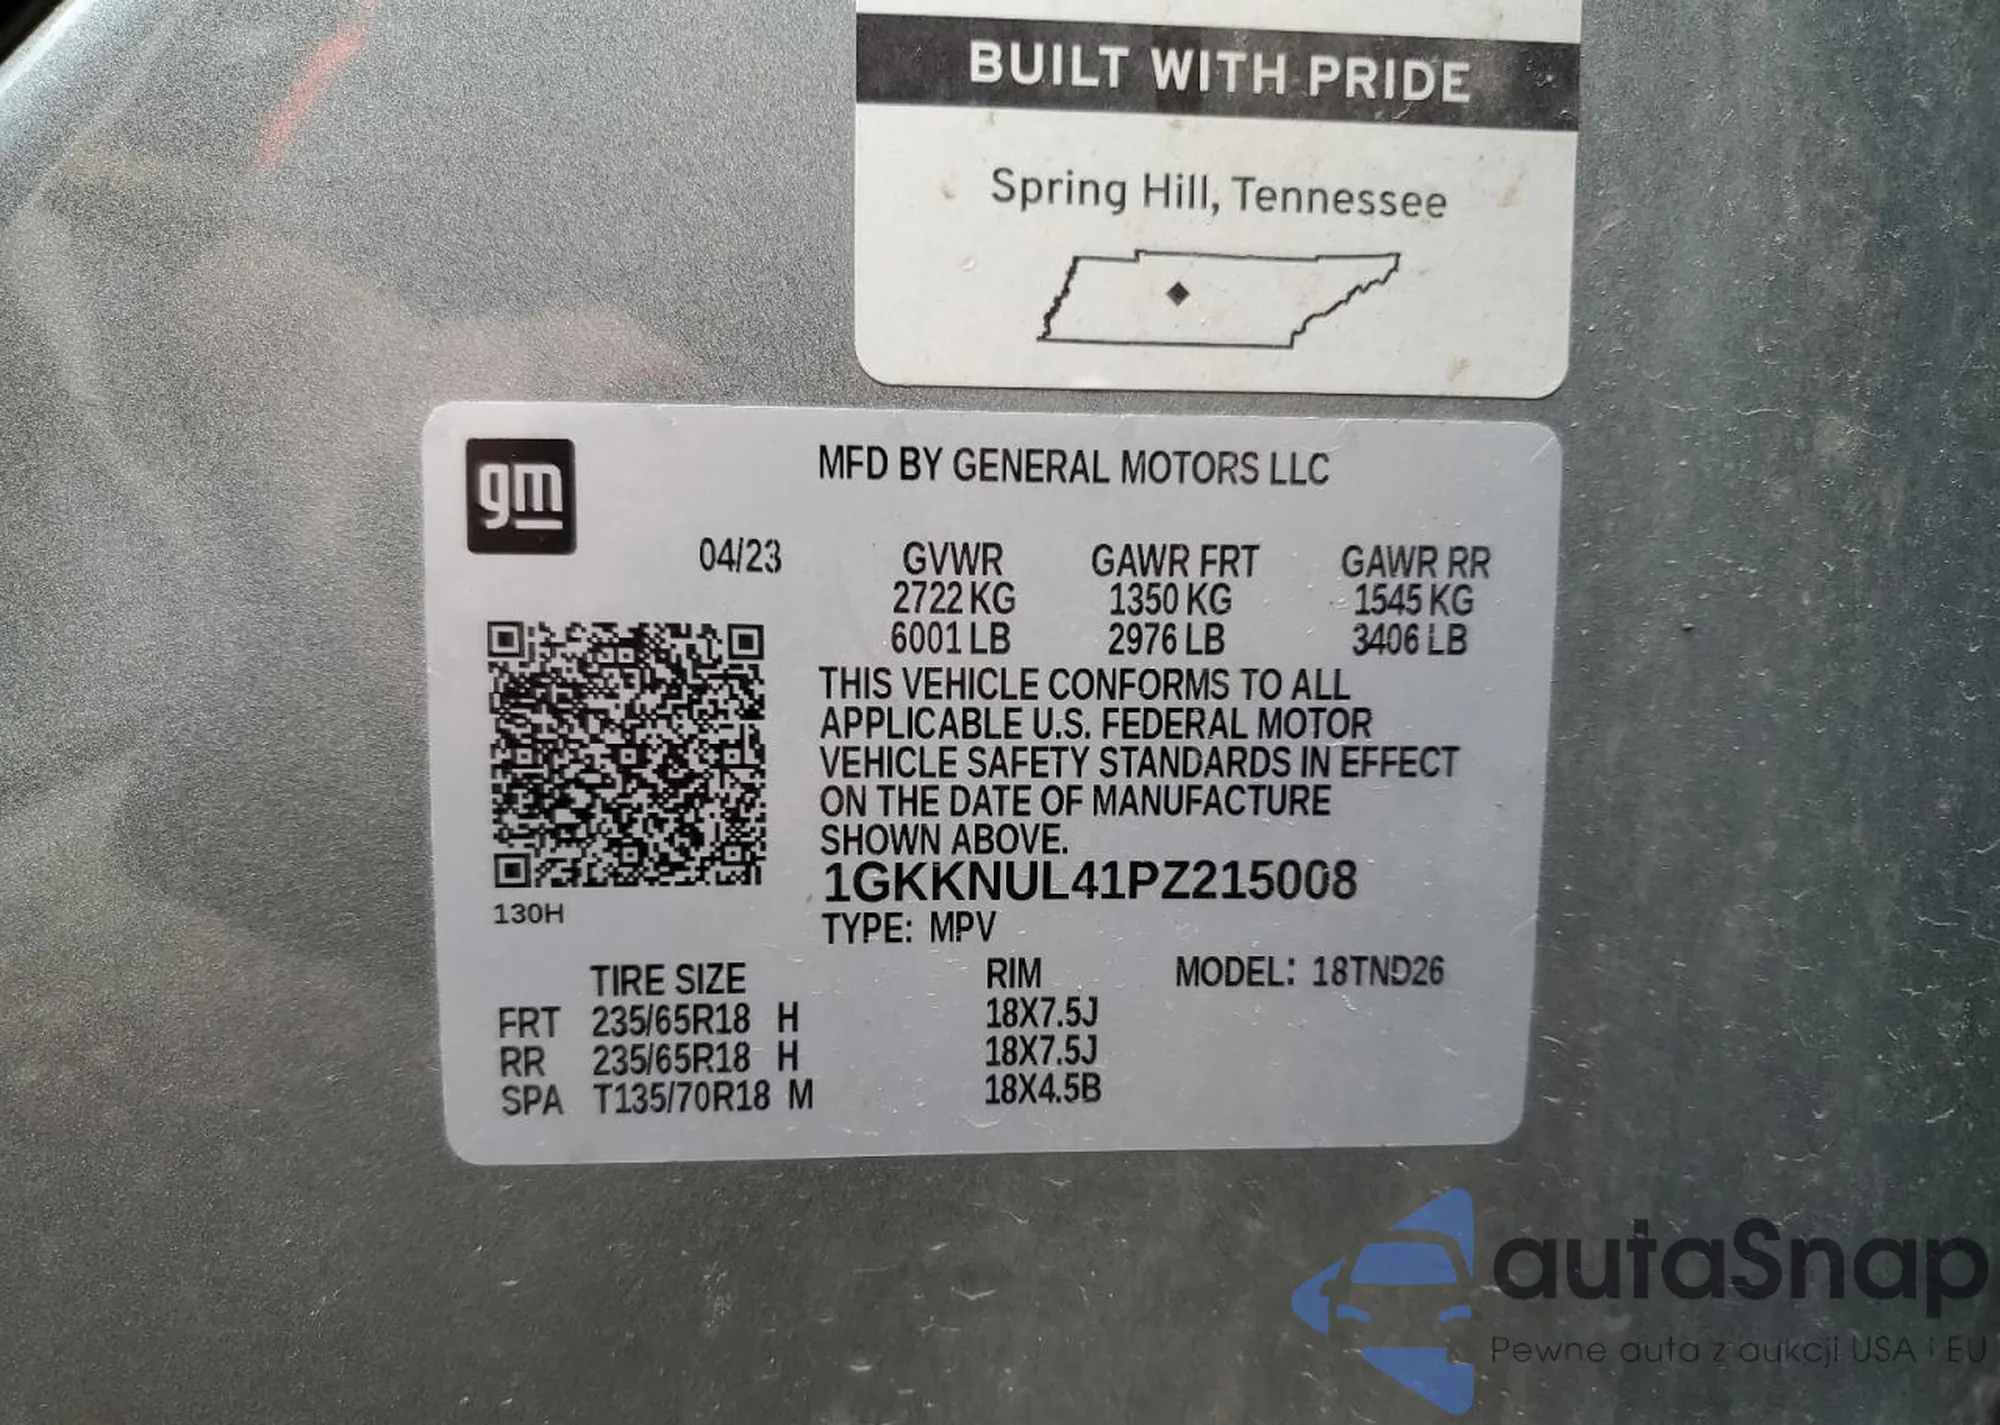 BUILT WITH PRIDE
Spring Hill, Tennessee
gm
MFD BY GENERAL MOTORS LLC
04/23 GVWR GAWR FRT GAWR RR
2722 KG 1350 KG 1545 KG
6001 LB 2976 LB 3406 LB
THIS VEHICLE CONFORMS TO ALL
APPLICABLE U.S. FEDERAL MOTOR
VEHICLE SAFETY STANDARDS IN EFFECT
ON THE DATE OF MANUFACTURE
SHOWN ABOVE.
1GKKNUL41PZ215008
130H
TYPE: MPV
TIRE SIZE RIM MODEL: 18TND26
FRT 235/65R18 H 18X7.5J
RR 235/65R18 H 18X7.5J
SPA T135/70R18 M 18X4.5B
autaSnap
Pewne auta z aukcji USA i EU